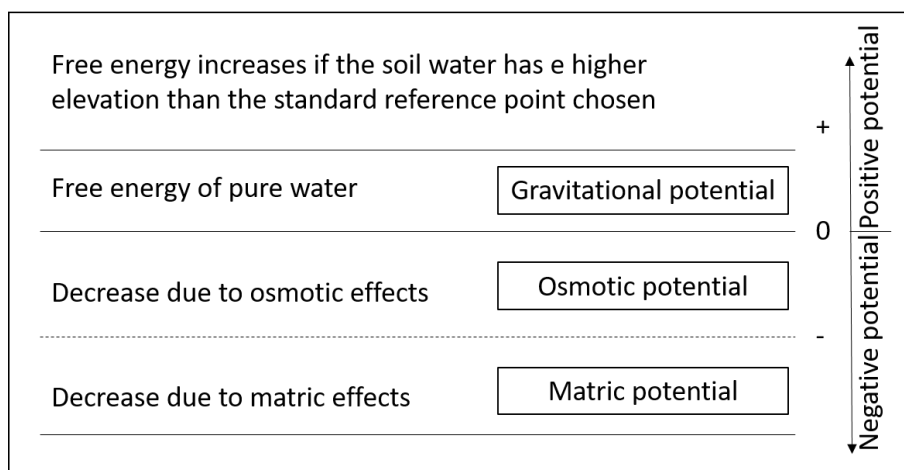 Free energy increases if the soil water has e higher
elevation than the standard reference point chosen
+
Free energy of pure water
Gravitational potential
0
Decrease due to osmotic effects
Osmotic potential
-
Decrease due to matric effects
Matric potential
Positive potential
Negative potential